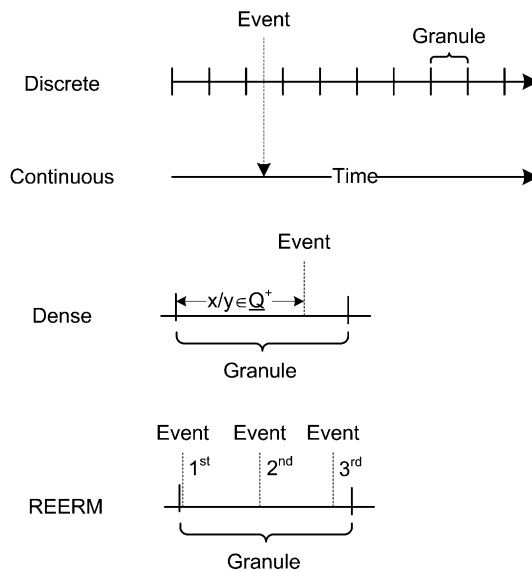 Event
Granule
Discrete
Continuous
Time
Event
x/y∈Q⁺
Dense
Granule
Event Event Event
1st 2nd 3rd
REERM
Granule